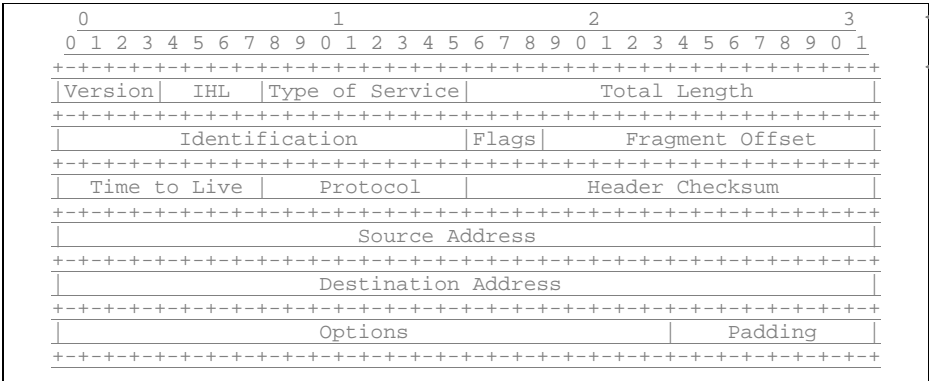 0                   1                   2                   3
0 1 2 3 4 5 6 7 8 9 0 1 2 3 4 5 6 7 8 9 0 1 2 3 4 5 6 7 8 9 0 1
+-+-+-+-+-+-+-+-+-+-+-+-+-+-+-+-+-+-+-+-+-+-+-+-+-+-+-+-+-+-+-+-+
|Version|  IHL  |Type of Service|          Total Length         |
+-+-+-+-+-+-+-+-+-+-+-+-+-+-+-+-+-+-+-+-+-+-+-+-+-+-+-+-+-+-+-+-+
|         Identification        |Flags|      Fragment Offset    |
+-+-+-+-+-+-+-+-+-+-+-+-+-+-+-+-+-+-+-+-+-+-+-+-+-+-+-+-+-+-+-+-+
|  Time to Live |    Protocol   |         Header Checksum       |
+-+-+-+-+-+-+-+-+-+-+-+-+-+-+-+-+-+-+-+-+-+-+-+-+-+-+-+-+-+-+-+-+
|                       Source Address                          |
+-+-+-+-+-+-+-+-+-+-+-+-+-+-+-+-+-+-+-+-+-+-+-+-+-+-+-+-+-+-+-+-+
|                    Destination Address                        |
+-+-+-+-+-+-+-+-+-+-+-+-+-+-+-+-+-+-+-+-+-+-+-+-+-+-+-+-+-+-+-+-+
|                    Options                    |    Padding    |
+-+-+-+-+-+-+-+-+-+-+-+-+-+-+-+-+-+-+-+-+-+-+-+-+-+-+-+-+-+-+-+-+